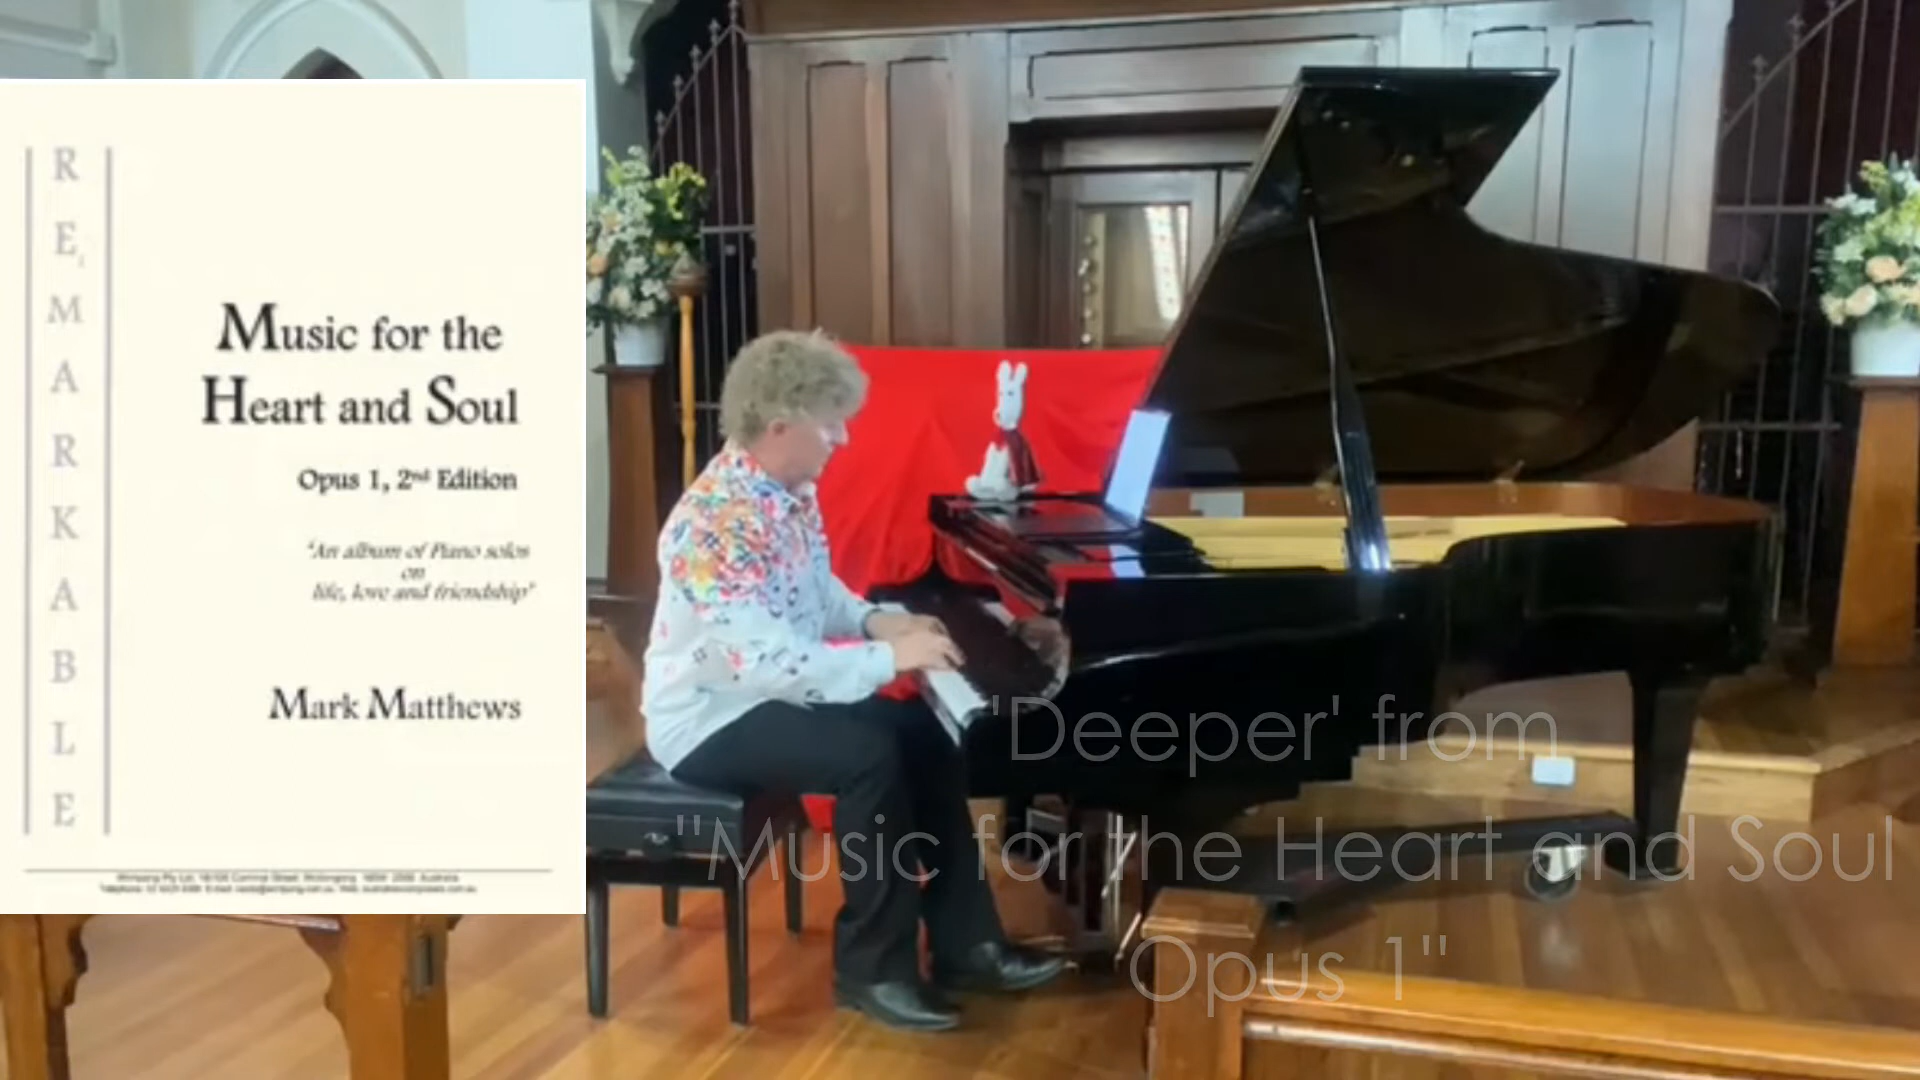 REMARKABLE
Music for the
Heart and Soul
Opus 1, 2nd Edition
"An album of Piano solos
on
life, love and friendship"
Mark Matthews
'Deeper' from
"Music for the Heart and Soul
Opus 1"